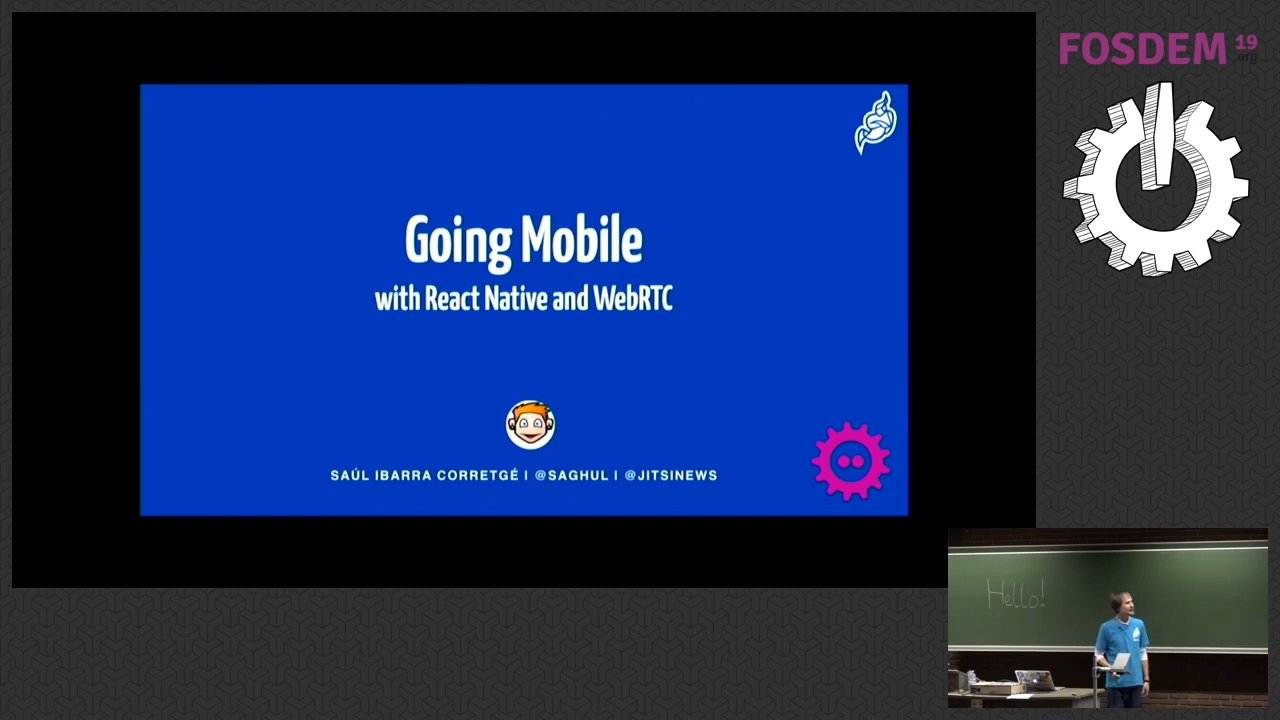 FOSDEM 19
.org
Going Mobile
with React Native and WebRTC
SAÚL IBARRA CORRETGÉ | @SAGHUL | @JITSINEWS
Hello!